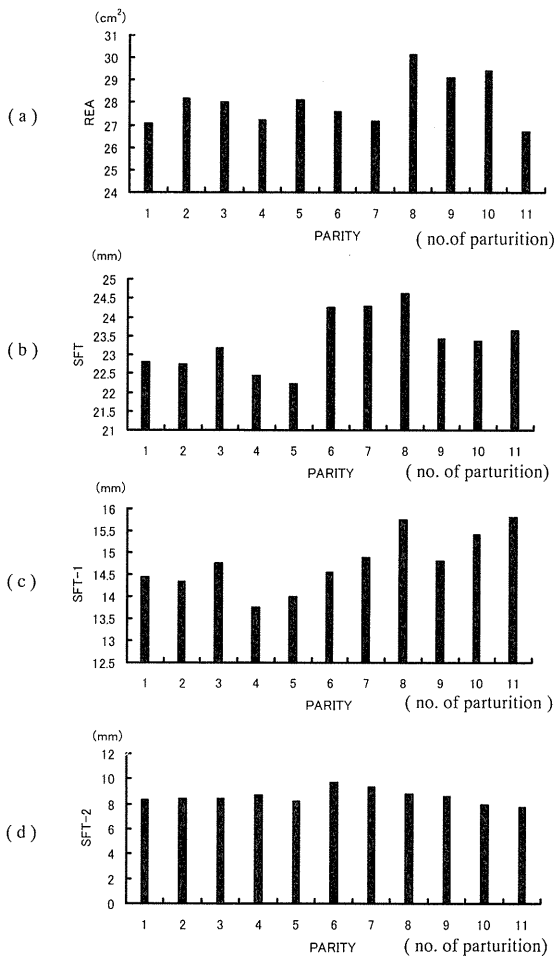 (cm²)
31
30
29
28
27
26
25
24
REA
(a)
1 2 3 4 5 6 7 8 9 10 11
PARITY
(no.of parturition)
(mm)
25
24.5
24
23.5
23
22.5
22
21.5
21
SFT
(b)
1 2 3 4 5 6 7 8 9 10 11
PARITY
(no. of parturition)
(mm)
16
15.5
15
14.5
14
13.5
13
12.5
SFT-1
(c)
1 2 3 4 5 6 7 8 9 10 11
PARITY
(no. of parturition)
(mm)
12
10
8
6
4
2
0
SFT-2
(d)
1 2 3 4 5 6 7 8 9 10 11
PARITY
(no. of parturition)